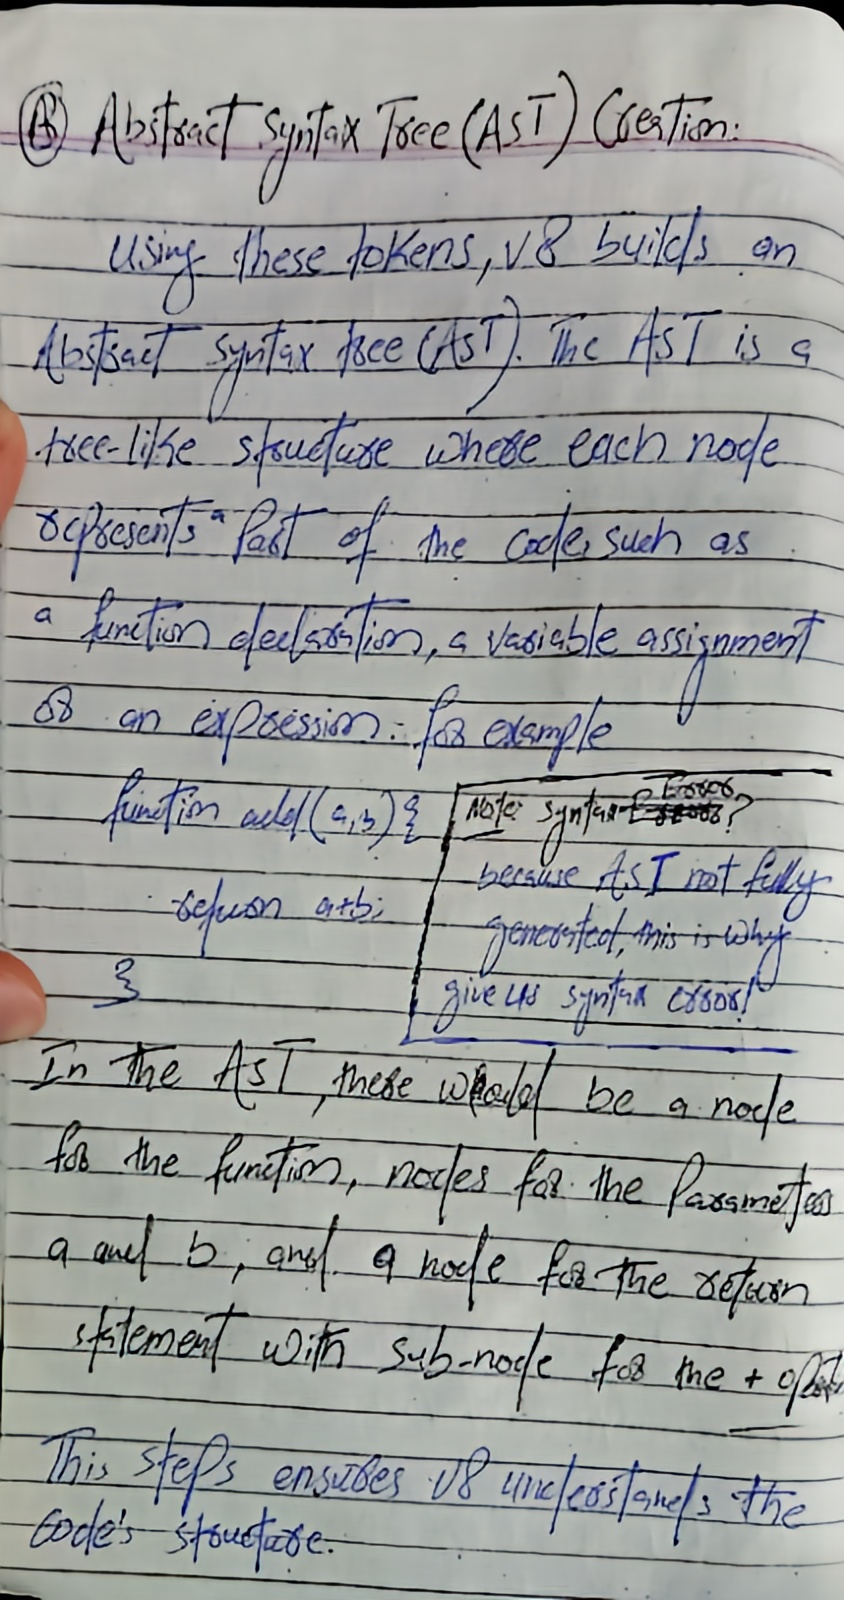 (B) Abstract Syntax Tree (AST) Creation:
Using these tokens, V8 builds an
Abstract syntax tree (AST). The AST is a
tree-like structure where each node
represents a Part of the code, such as
a function declaration, a variable assignment
or an expression. for example
function add(a,b){
return a+b;
}
Note: syntax Error?
because AST not fully
generated, this is why
give us syntax error!
In the AST, there would be a node
for the function, nodes for the Parameters
a and b, and a node for the return
statement with sub-node for the +
This steps ensures V8 understands the
code's structure.